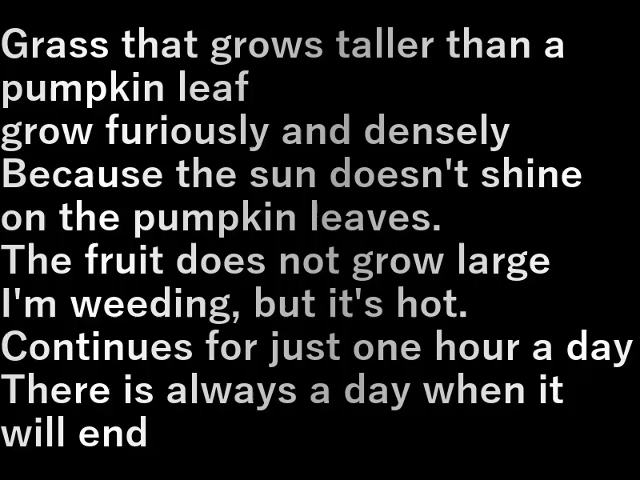 Grass that grows taller than a
pumpkin leaf
grow furiously and densely
Because the sun doesn't shine
on the pumpkin leaves.
The fruit does not grow large
I'm weeding, but it's hot.
Continues for just one hour a day
There is always a day when it
will end